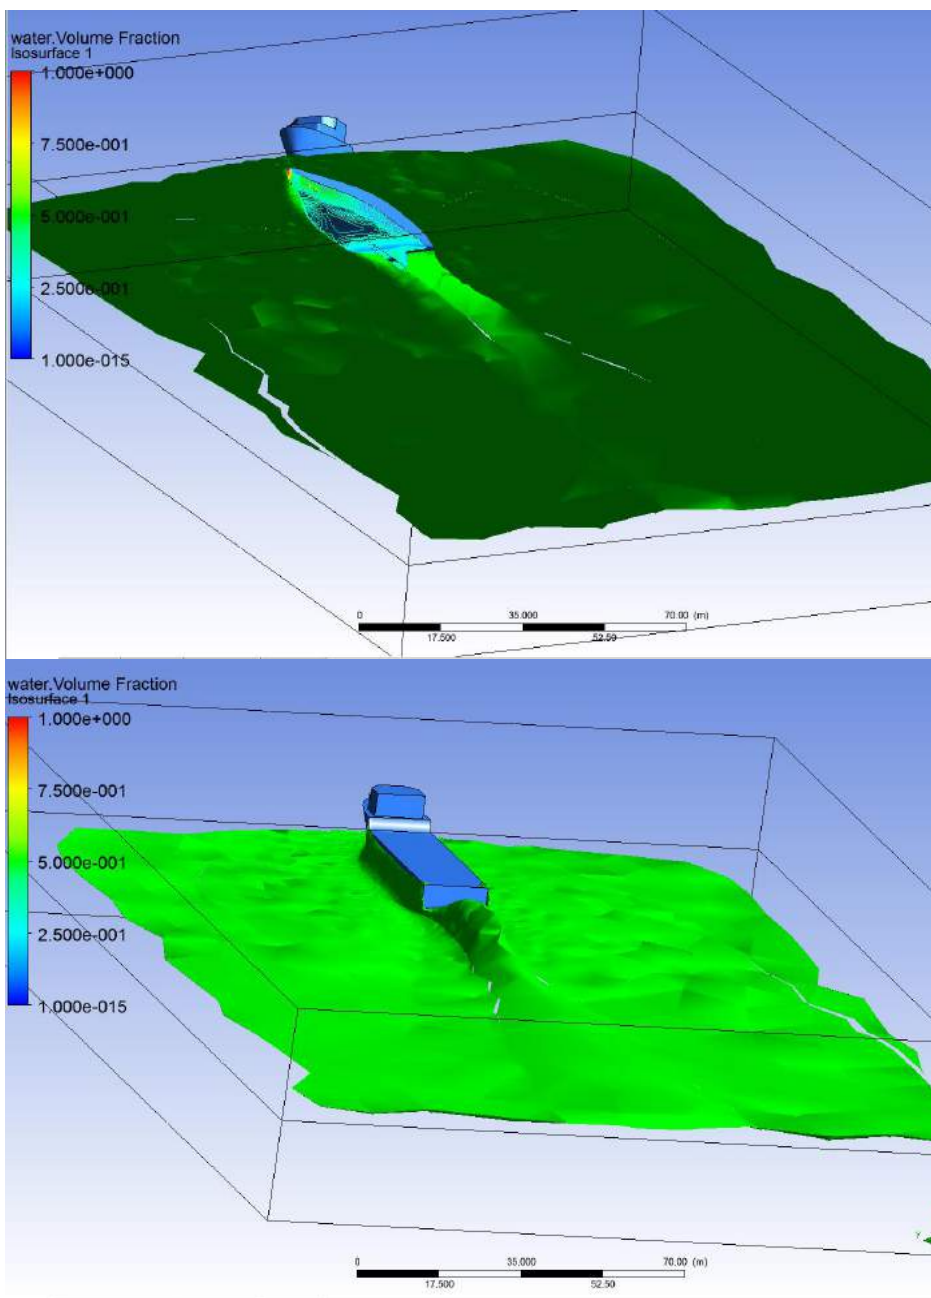 water.Volume Fraction
Isosurface 1
1.000e+000
7.500e-001
5.000e-001
2.500e-001
1.000e-015
0 35.000 70.00 (m)
17.500 52.50
water.Volume Fraction
Isosurface 1
1.000e+000
7.500e-001
5.000e-001
2.500e-001
1.000e-015
Y
0 35.000 70.00 (m)
17.500 52.50